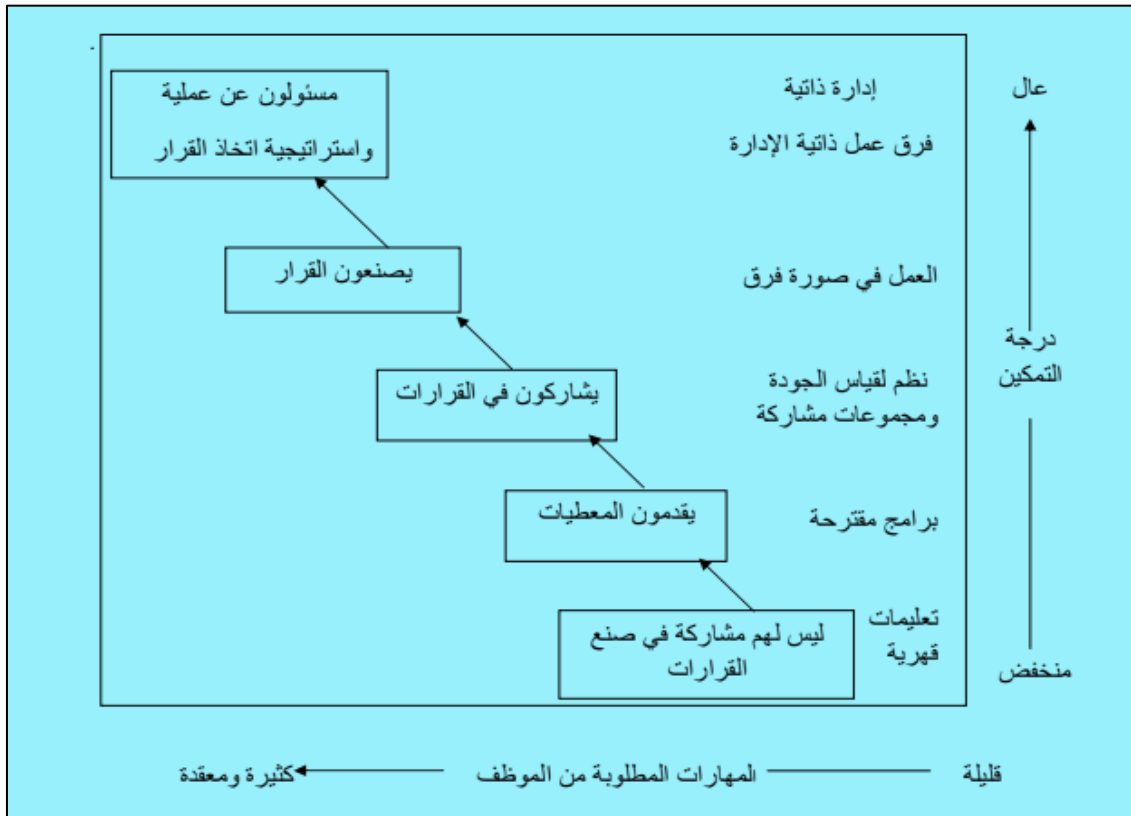 عال
إدارة ذاتية
مسئولون عن عملية
فرق عمل ذاتية الإدارة
واستراتيجية اتخاذ القرار
العمل في صورة فرق
يصنعون القرار
درجة
التمكين
نظم لقياس الجودة
ومجموعات مشاركة
يشاركون في القرارات
برامج مقترحة
يقدمون المعطيات
تعليمات
قهرية
ليس لهم مشاركة في صنع
القرارات
منخفض
قليلة
المهارات المطلوبة من الموظف
كثيرة ومعقدة